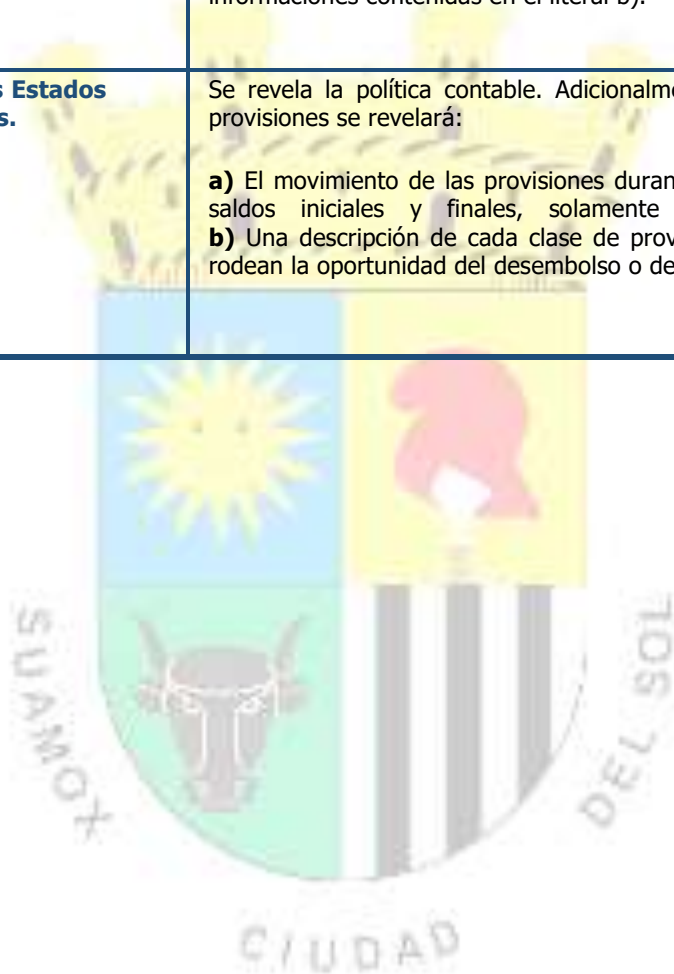 informaciones contenidas en el literal b).
s Estados
s.
Se revela la política contable. Adicionalm
provisiones se revelará:
a) El movimiento de las provisiones duran
saldos iniciales y finales, solamente
b) Una descripción de cada clase de prov
rodean la oportunidad del desembolso o de
SUAMOX
DEL SOL
CIUDAD